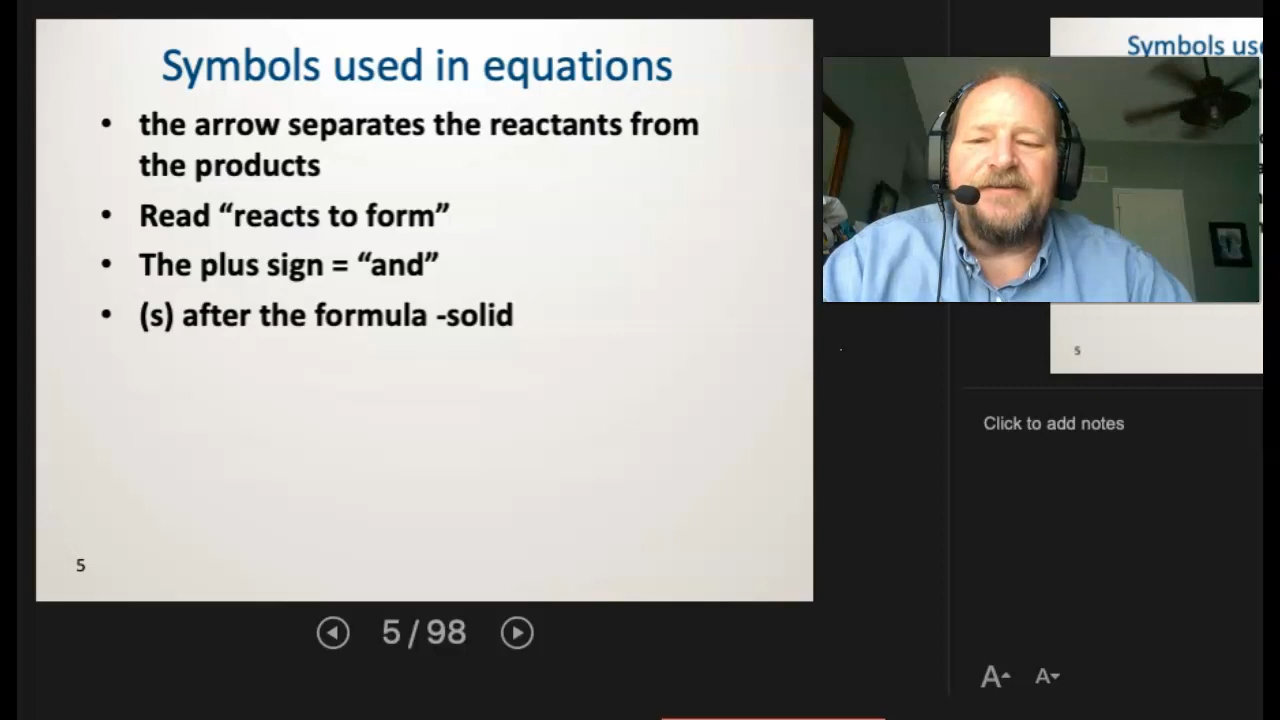 Symbols used in equations
• the arrow separates the reactants from
the products
• Read “reacts to form”
• The plus sign = “and”
• (s) after the formula -solid
5
5 / 98
Symbols use
5
Click to add notes
A
A